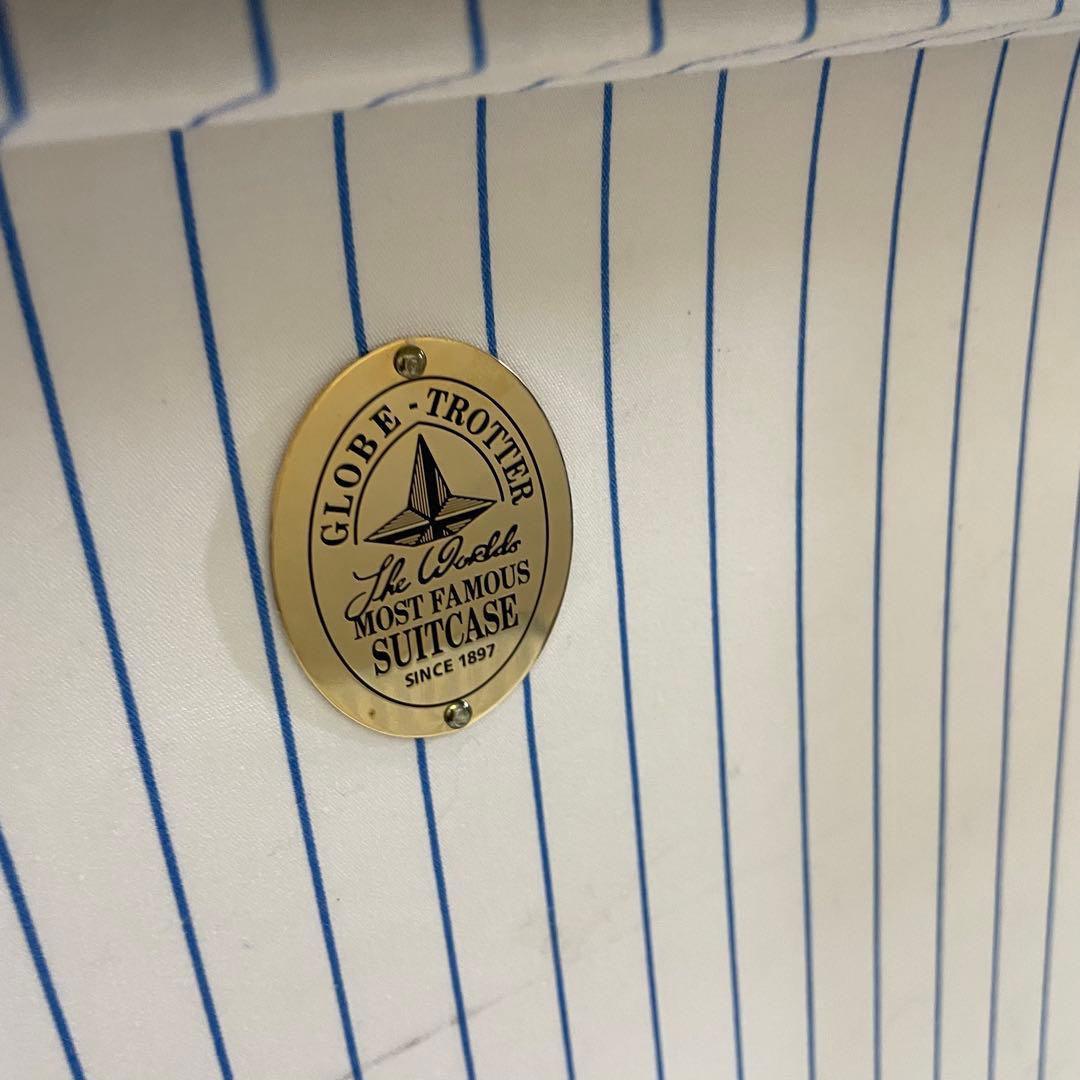 GLOBE - TROTTER
The Worlds
MOST FAMOUS
SUITCASE
SINCE 1897